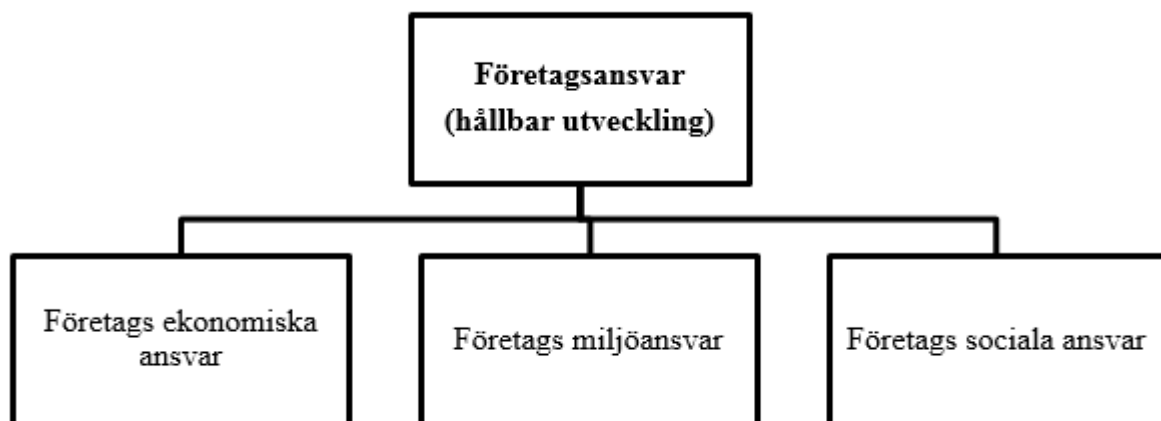 Företagsansvar
(hållbar utveckling)
Företags ekonomiska
ansvar
Företags miljöansvar
Företags sociala ansvar